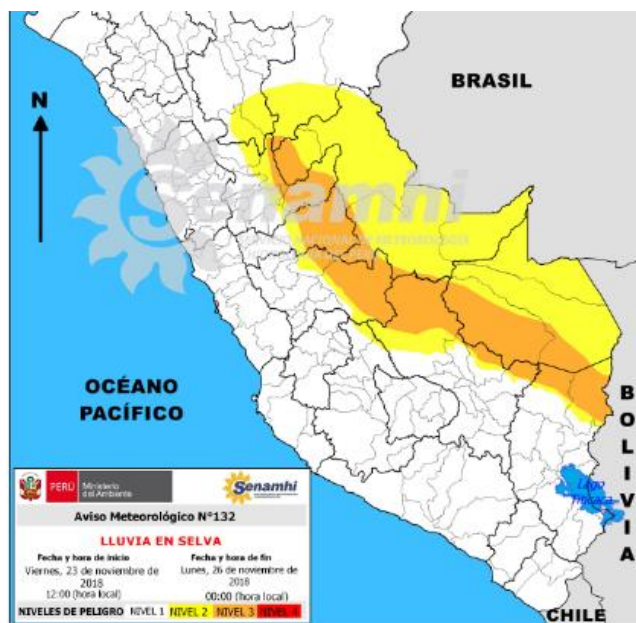 BRASIL
N
Senamhi
OCÉANO
PACÍFICO
BOLIVIA
Lago
Titicaca
CHILE
PERÚ
Ministerio
del Ambiente
Senamhi
Aviso Meteorológico N°132
LLUVIA EN SELVA
Fecha y hora de inicio
Viernes, 23 de noviembre de
2018
12:00 (hora local)
Fecha y hora de fin
Lunes, 26 de noviembre de
2018
00:00 (hora local)
NIVELES DE PELIGRO NIVEL 1 NIVEL 2 NIVEL 3 NIVEL 4